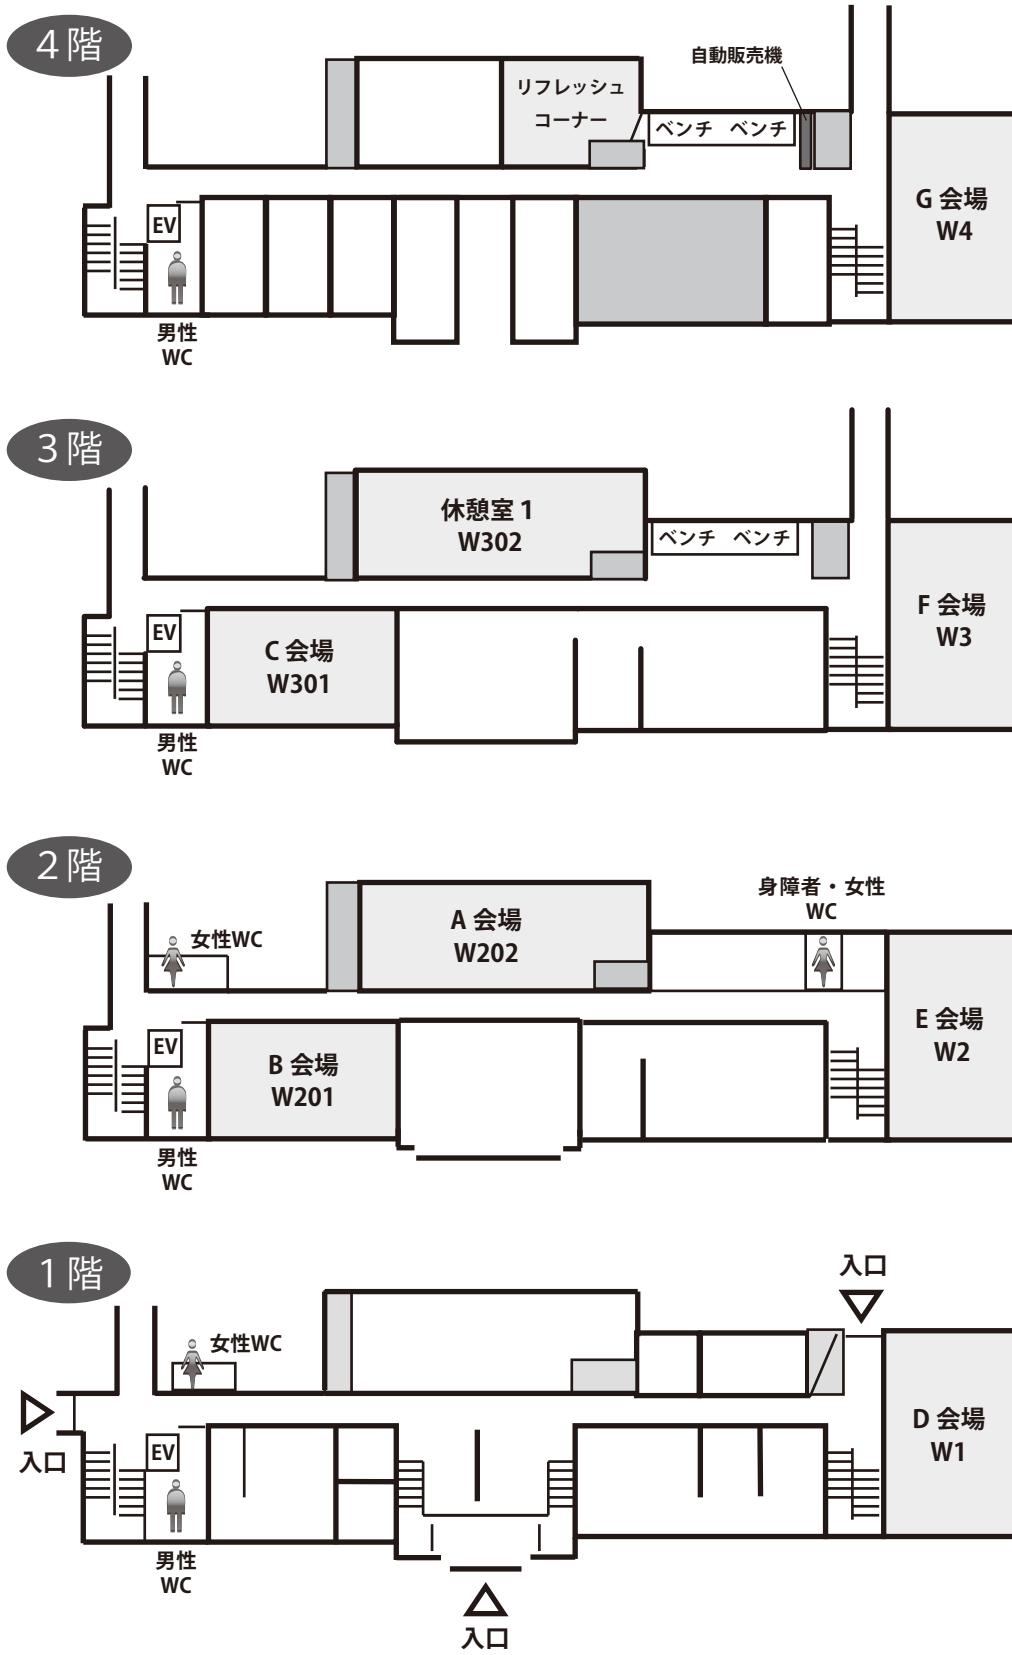 4階
自動販売機
リフレッシュ
コーナー
ベンチ ベンチ
G 会場
W4
EV
男性
WC
3階
休憩室 1
W302
ベンチ ベンチ
F 会場
W3
EV
C 会場
W301
男性
WC
2階
身障者・女性
WC
女性WC
A 会場
W202
E 会場
W2
EV
B 会場
W201
男性
WC
1階
入口
女性WC
D 会場
W1
入口
EV
男性
WC
入口